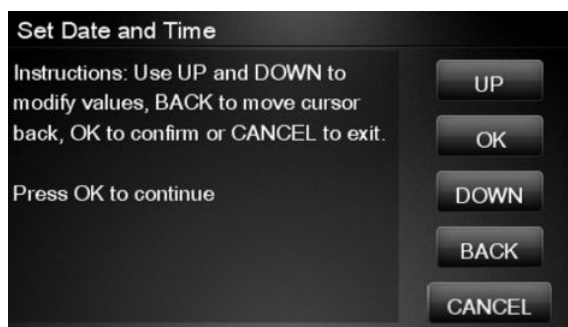 Set Date and Time
Instructions: Use UP and DOWN to
modify values, BACK to move cursor
back, OK to confirm or CANCEL to exit.
Press OK to continue
UP
OK
DOWN
BACK
CANCEL